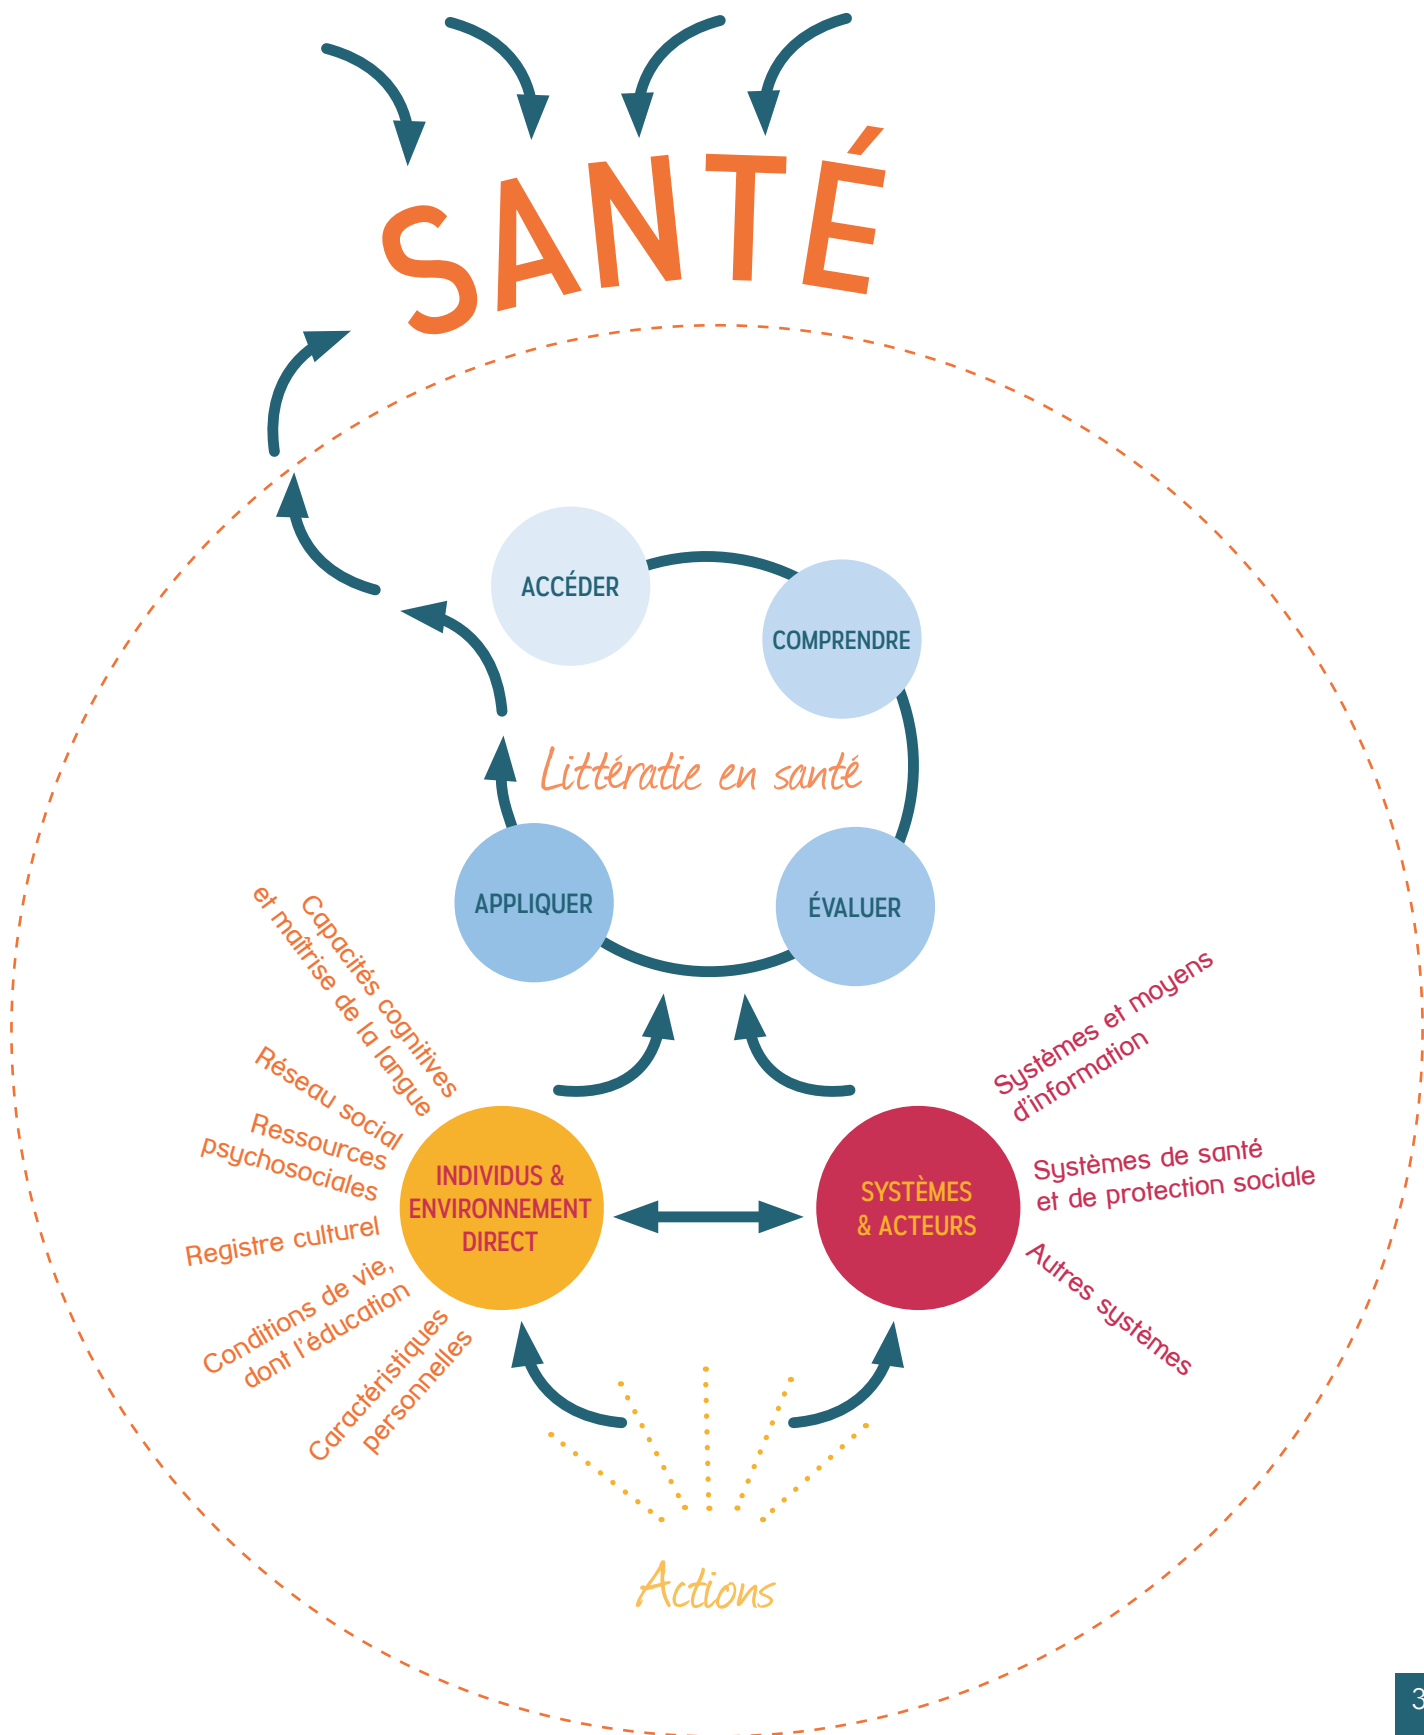 SANTÉ
ACCÉDER
COMPRENDRE
Littératie en santé
APPLIQUER
ÉVALUER
Capacités cognitives
et maîtrise de la langue
Réseau social
Ressources
psychosociales
Registre culturel
Conditions de vie,
dont l'éducation
Caractéristiques
personnelles
INDIVIDUS &
ENVIRONNEMENT
DIRECT
SYSTÈMES
& ACTEURS
Systèmes et moyens
d'information
Systèmes de santé
et de protection sociale
Autres systèmes
Actions
3